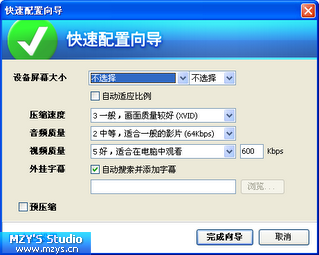 快速配置向导
快速配置向导
设备屏幕大小 不选择 不选择
自动适应比例
压缩速度 3 一般，画面质量较好 (XVID)
音频质量 2 中等，适合一般的影片 (64Kbps)
视频质量 5 好，适合在电脑中观看 600 Kbps
外挂字幕 自动搜索并添加字幕
浏览...
预压缩
MZY'S Studio
www.mzys.cn
完成向导 取消